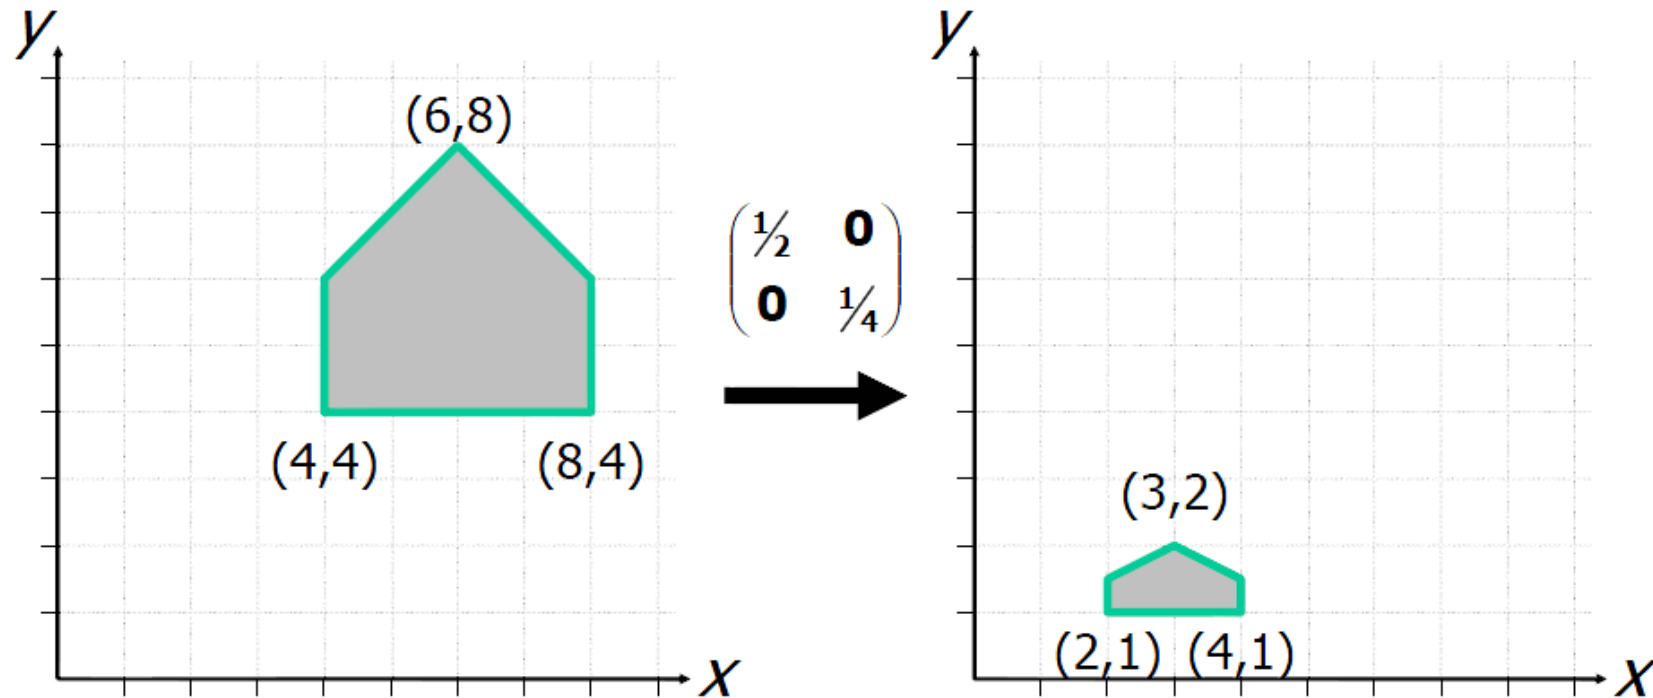 y
(6,8)
(4,4)
(8,4)
x
½ 0
0 ¼
y
(3,2)
(2,1)
(4,1)
x